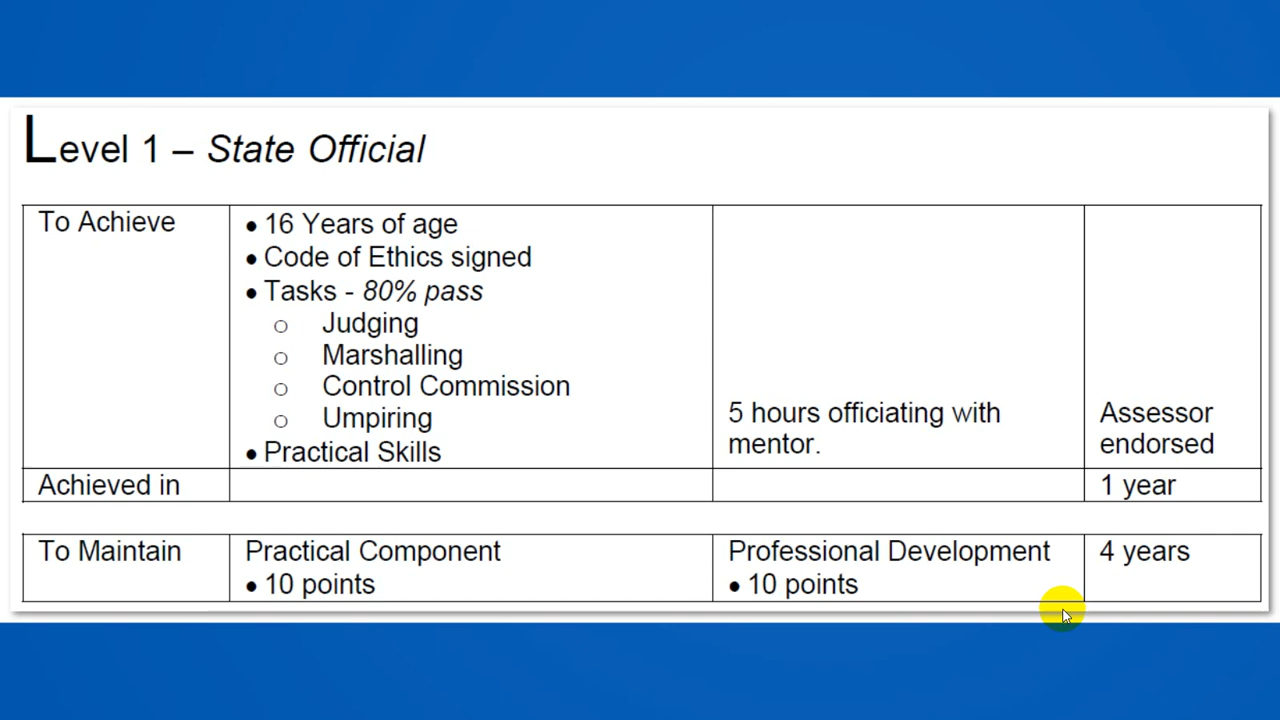 Level 1 – State Official
To Achieve
• 16 Years of age
• Code of Ethics signed
• Tasks - 80% pass
o Judging
o Marshalling
o Control Commission
o Umpiring
• Practical Skills
5 hours officiating with
mentor.
Assessor
endorsed
Achieved in
1 year
To Maintain
Practical Component
• 10 points
Professional Development
• 10 points
4 years